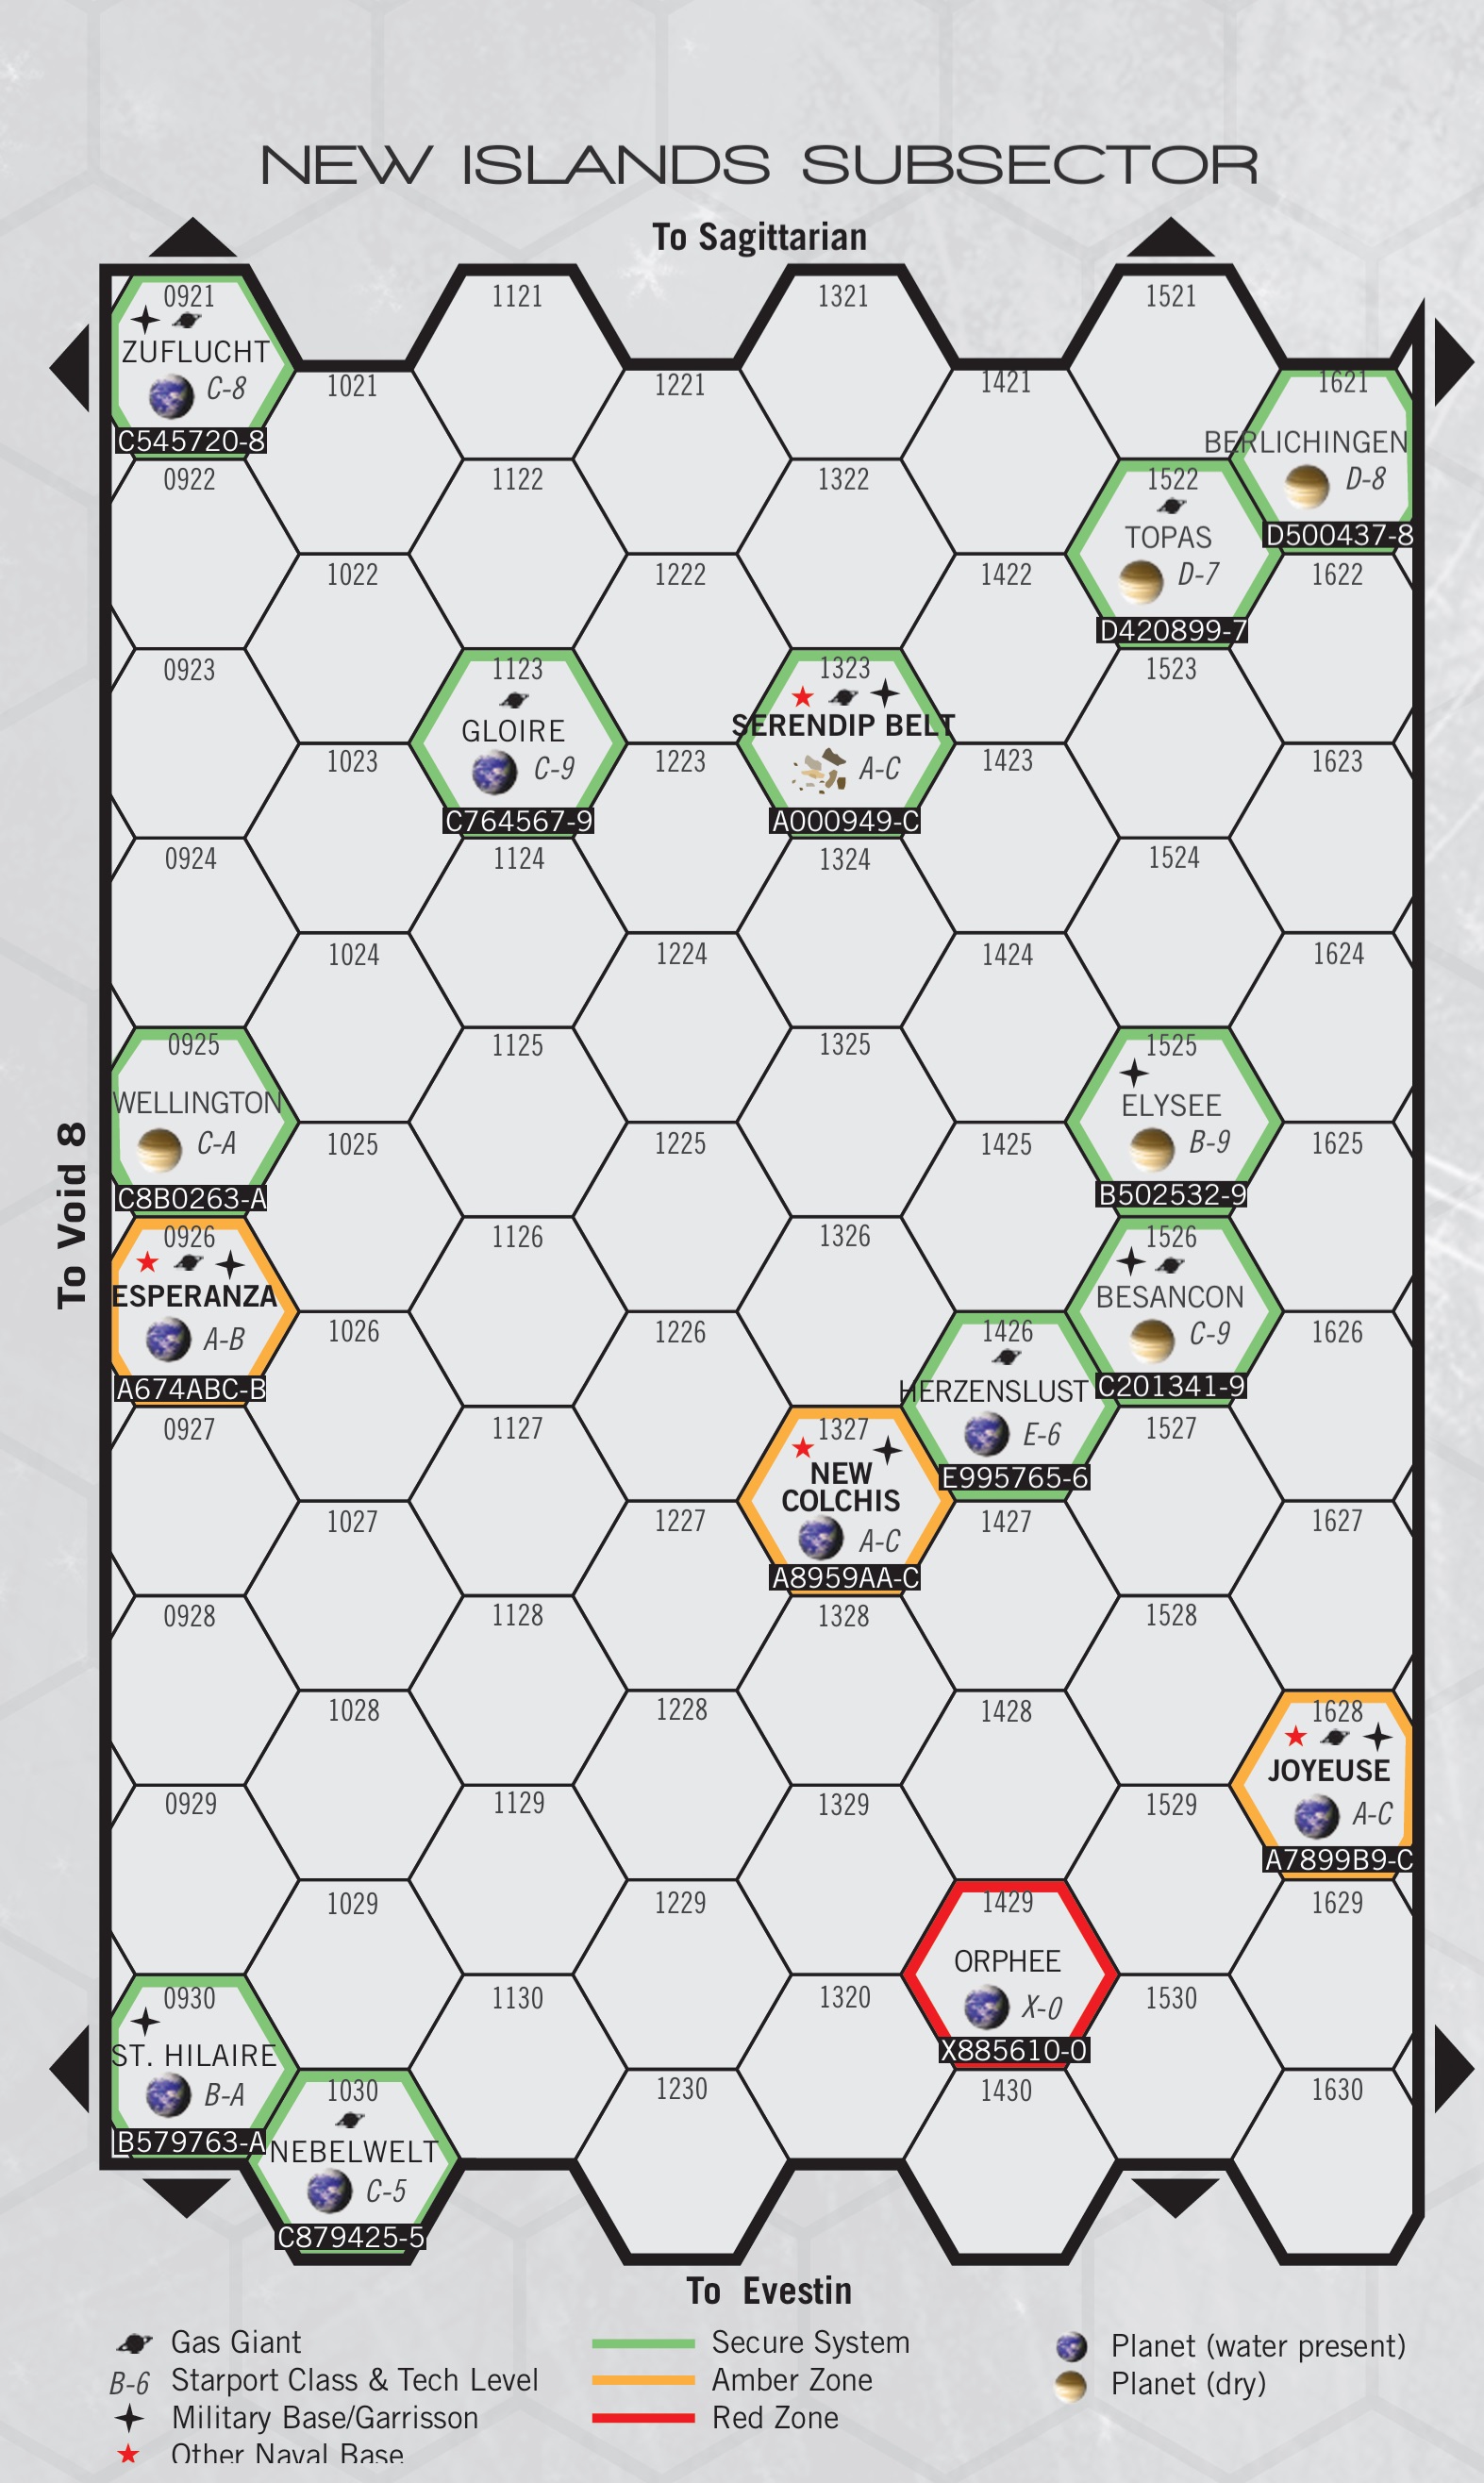 NEW ISLANDS SUBSECTOR
To Sagittarian
0921
ZUFLUCHT
C-8
C545720-8
1121
1321
1521
1021
1221
1421
1621
BERLICHINGEN
D-8
D500437-8
0922
1122
1322
1522
TOPAS
D-7
D420899-7
1022
1222
1422
1622
0923
1123
GLOIRE
C-9
C764567-9
1323
SERENDIP BELT
A-C
A000949-C
1523
1023
1223
1423
1623
0924
1124
1324
1524
1024
1224
1424
1624
0925
WELLINGTON
C-A
C8B0263-A
1125
1325
1525
ELYSEE
B-9
B502532-9
1025
1225
1425
1625
To Void 8
0926
ESPERANZA
A-B
A674ABC-B
1126
1326
1526
BESANCON
C-9
C201341-9
1026
1226
1426
HERZENSLUST
E-6
E995765-6
1626
0927
1127
1327
NEW
COLCHIS
A-C
A8959AA-C
1527
1027
1227
1427
1627
0928
1128
1328
1528
1028
1228
1428
1628
JOYEUSE
A-C
A7899B9-C
0929
1129
1329
1529
1029
1229
1429
ORPHEE
X-0
X885610-0
1629
0930
ST. HILAIRE
B-A
B579763-A
1130
1320
1530
1030
NEBELWELT
C-5
C879425-5
1230
1430
1630
To Evestin
Gas Giant
B-6 Starport Class & Tech Level
Military Base/Garrisson
Other Naval Base
Secure System
Amber Zone
Red Zone
Planet (water present)
Planet (dry)